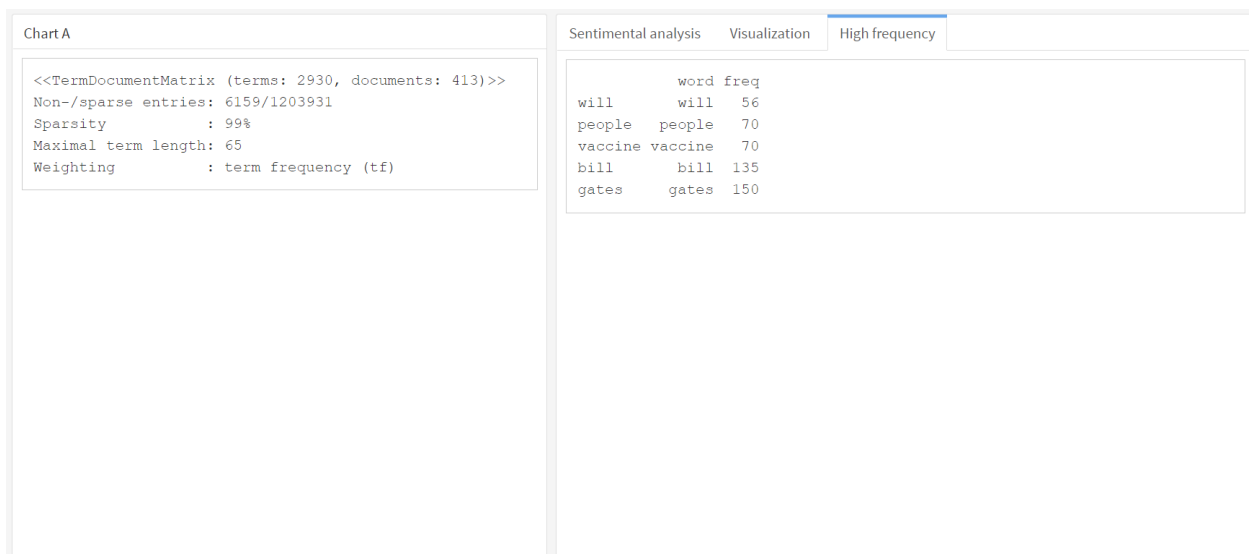 Chart A
<<TermDocumentMatrix (terms: 2930, documents: 413)>>
Non-/sparse entries: 6159/1203931
Sparsity           : 99%
Maximal term length: 65
Weighting          : term frequency (tf)
Sentimental analysis Visualization High frequency
word freq
will will 56
people people 70
vaccine vaccine 70
bill bill 135
gates gates 150